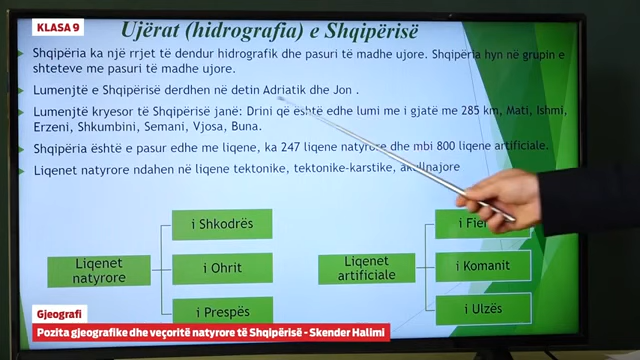 KLASA 9
Ujërat (hidrografia) e Shqipërisë
Shqipëria ka një rrjet të dendur hidrografik dhe pasuri të madhe ujore. Shqipëria hyn në grupin e
shteteve me pasuri të madhe ujore.
Lumenjtë e Shqipërisë derdhen në detin Adriatik dhe Jon .
Lumenjtë kryesor të Shqipërisë janë: Drini që është edhe lumi me i gjatë me 285 km, Mati, Ishmi,
Erzeni, Shkumbini, Semani, Vjosa, Buna.
Shqipëria është e pasur edhe me liqene, ka 247 liqene natyrore dhe mbi 800 liqene artificiale.
Liqenet natyrore ndahen në liqene tektonike, tektonike-karstike, akullnajore
Liqenet
natyrore
i Shkodrës
i Ohrit
i Prespës
Liqenet
artificiale
i
i Komanit
i Ulzës
Gjeografi
Pozita gjeografike dhe veçoritë natyrore të Shqipërisë - Skender Halimi